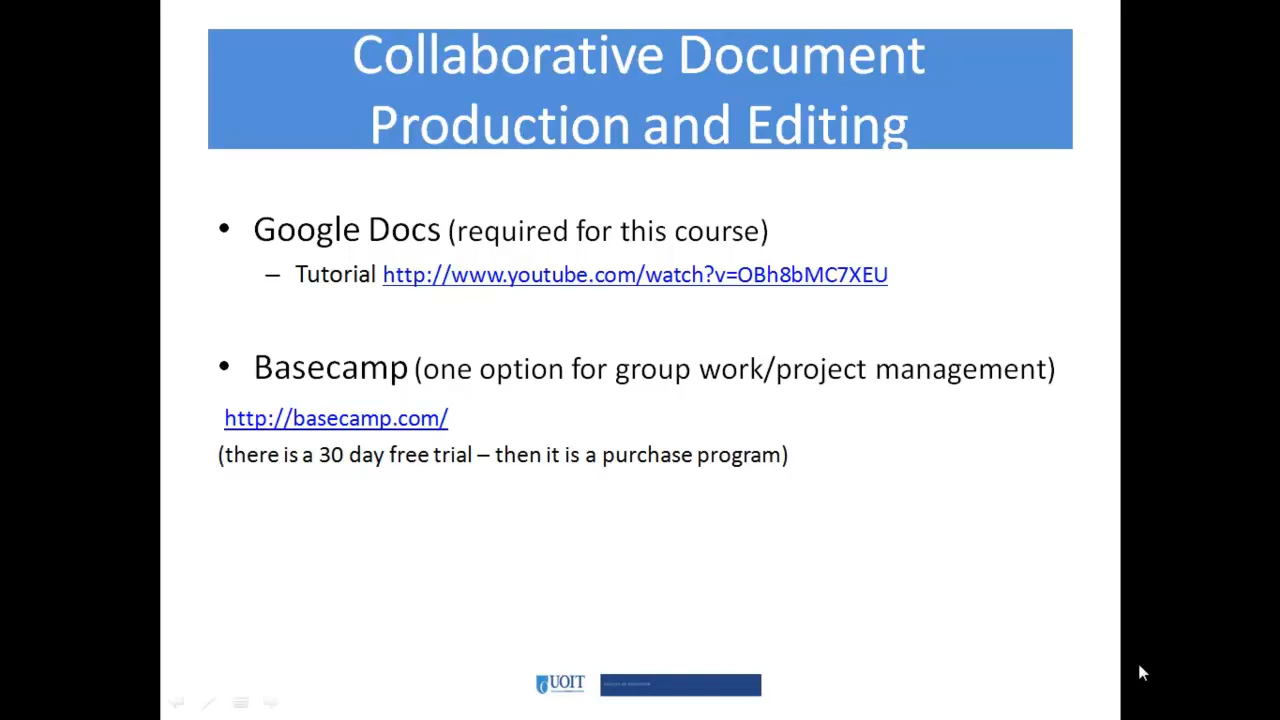 Collaborative Document
Production and Editing
• Google Docs (required for this course)
– Tutorial http://www.youtube.com/watch?v=OBh8bMC7XEU
• Basecamp (one option for group work/project management)
http://basecamp.com/
(there is a 30 day free trial – then it is a purchase program)
UOIT